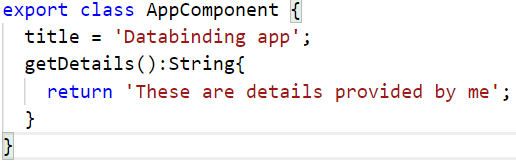 export class AppComponent {
  title = 'Databinding app';
  getDetails():String{
    return 'These are details provided by me';
  }
}